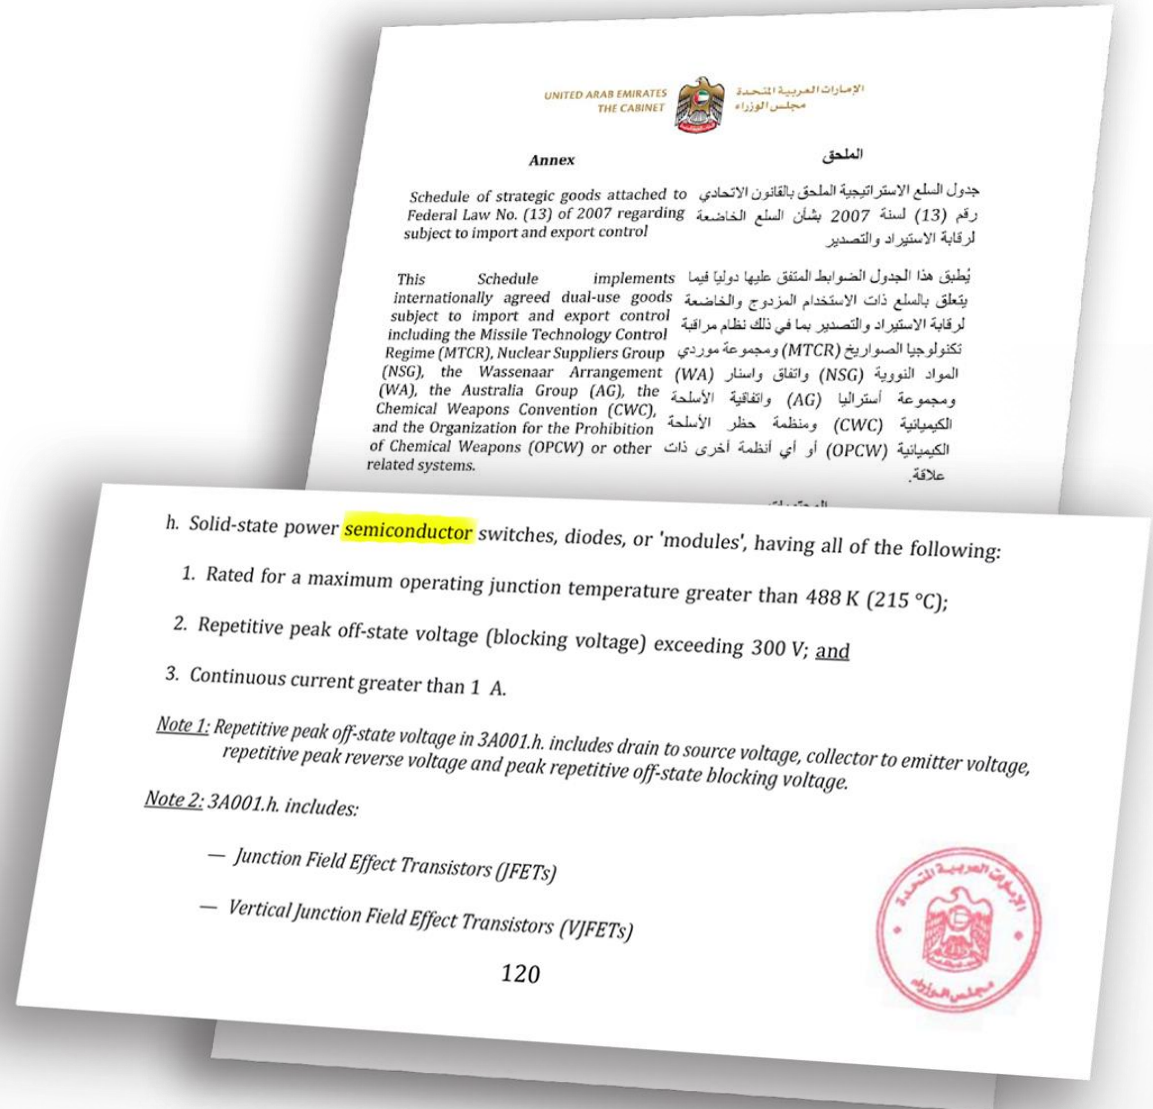 UNITED ARAB EMIRATES
THE CABINET
الإمارات العربية المتحدة
مجلس الوزراء
Annex
Schedule of strategic goods attached to
Federal Law No. (13) of 2007 regarding
subject to import and export control
This Schedule implements
internationally agreed dual-use goods
subject to import and export control
including the Missile Technology Control
Regime (MTCR), Nuclear Suppliers Group
(NSG), the Wassenaar Arrangement
(WA), the Australia Group (AG), the
Chemical Weapons Convention (CWC),
and the Organization for the Prohibition
of Chemical Weapons (OPCW) or other
related systems.
الملحق
جدول السلع الاستراتيجية الملحق بالقانون الاتحادي
رقم (13) لسنة 2007 بشأن السلع الخاضعة
لرقابة الاستيراد والتصدير
يُطبق هذا الجدول الضوابط المتفق عليها دولياً فيما
يتعلق بالسلع ذات الاستخدام المزدوج والخاضعة
لرقابة الاستيراد والتصدير بما في ذلك نظام مراقبة
تكنولوجيا الصواريخ (MTCR) ومجموعة موردي
المواد النووية (NSG) واتفاق واسنار (WA)
ومجموعة أستراليا (AG) واتفاقية الأسلحة
الكيميائية (CWC) ومنظمة حظر الأسلحة
الكيميائية (OPCW) أو أي أنظمة أخرى ذات
علاقة.
h. Solid-state power semiconductor switches, diodes, or 'modules', having all of the following:
1. Rated for a maximum operating junction temperature greater than 488 K (215 °C);
2. Repetitive peak off-state voltage (blocking voltage) exceeding 300 V; and
3. Continuous current greater than 1 A.
Note 1: Repetitive peak off-state voltage in 3A001.h. includes drain to source voltage, collector to emitter voltage,
repetitive peak reverse voltage and peak repetitive off-state blocking voltage.
Note 2: 3A001.h. includes:
— Junction Field Effect Transistors (JFETs)
— Vertical Junction Field Effect Transistors (VJFETs)
120
الإمارات العربية المتحدة
مجلس الوزراء